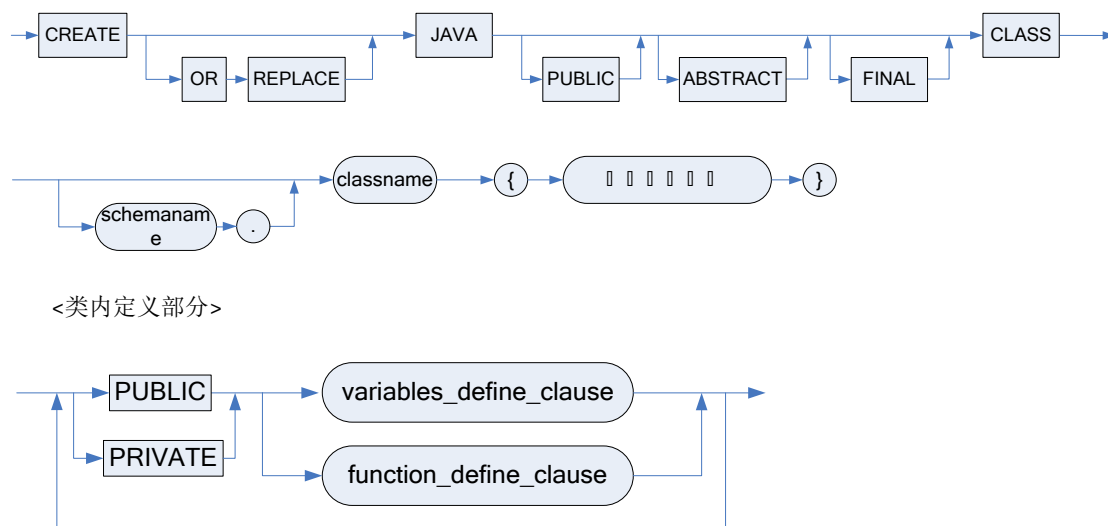 CREATE JAVA CLASS
OR REPLACE PUBLIC ABSTRACT FINAL
classname { }
schemaname .
<类内定义部分>
PUBLIC variables_define_clause
PRIVATE
function_define_clause